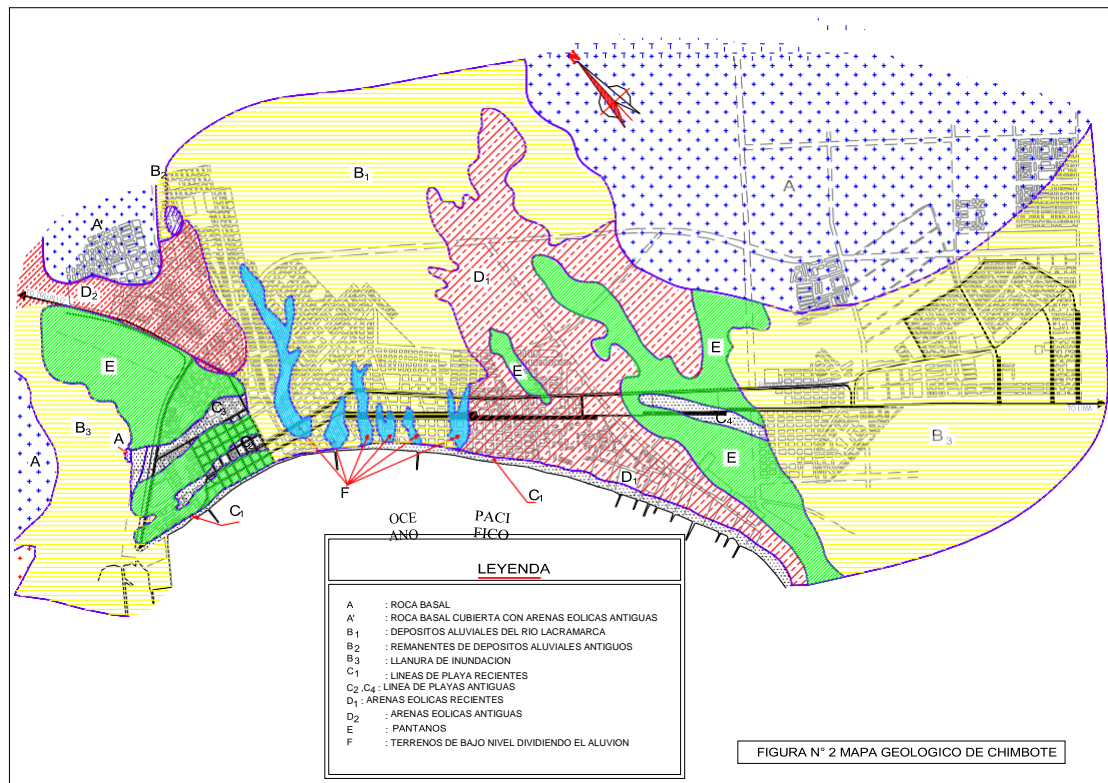 B2
B1
A
A'
D2
D1
E
E
E
C3
C4
B3
A
A
B3
E
D1
F
C1
C1
OCE
ANO
PACI
FICO
LEYENDA
A : ROCA BASAL
A' : ROCA BASAL CUBIERTA CON ARENAS EOLICAS ANTIGUAS
B1 : DEPOSITOS ALUVIALES DEL RIO LACRAMARCA
B2 : REMANENTES DE DEPOSITOS ALUVIALES ANTIGUOS
B3 : LLANURA DE INUNDACION
C1 : LINEAS DE PLAYA RECIENTES
C2 ,C4 : LINEA DE PLAYAS ANTIGUAS
D1 : ARENAS EOLICAS RECIENTES
D2 : ARENAS EOLICAS ANTIGUAS
E : PANTANOS
F : TERRENOS DE BAJO NIVEL DIVIDIENDO EL ALUVION
FIGURA N° 2 MAPA GEOLOGICO DE CHIMBOTE